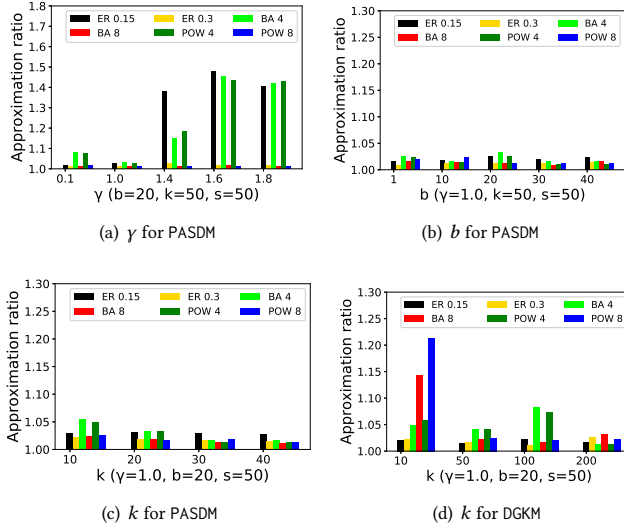 1.8
1.7
1.6
1.5
1.4
1.3
1.2
1.1
1.0
Approximation ratio
ER 0.15 ER 0.3 BA 4
BA 8 POW 4 POW 8
0.1 1.0 1.4 1.6 1.8
γ (b=20, k=50, s=50)
(a) γ for PASDM
1.30
1.25
1.20
1.15
1.10
1.05
1.00
Approximation ratio
ER 0.15 ER 0.3 BA 4
BA 8 POW 4 POW 8
1 10 20 30 40
b (γ=1.0, k=50, s=50)
(b) b for PASDM
1.30
1.25
1.20
1.15
1.10
1.05
1.00
Approximation ratio
ER 0.15 ER 0.3 BA 4
BA 8 POW 4 POW 8
10 20 30 40
k (γ=1.0, b=20, s=50)
(c) k for PASDM
1.30
1.25
1.20
1.15
1.10
1.05
1.00
Approximation ratio
ER 0.15 ER 0.3 BA 4
BA 8 POW 4 POW 8
10 50 100 200
k (γ=1.0, b=20, s=50)
(d) k for DGKM